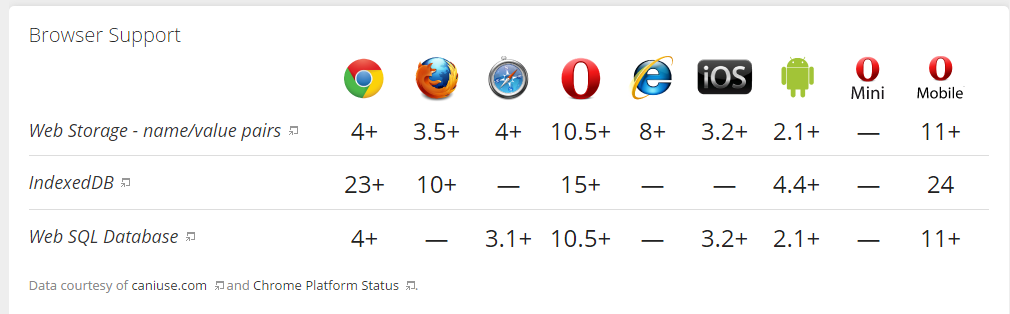 Browser Support
iOS
Mini Mobile
Web Storage - name/value pairs 4+ 3.5+ 4+ 10.5+ 8+ 3.2+ 2.1+ — 11+
IndexedDB 23+ 10+ — 15+ — — 4.4+ — 24
Web SQL Database 4+ — 3.1+ 10.5+ — 3.2+ 2.1+ — 11+
Data courtesy of caniuse.com and Chrome Platform Status .